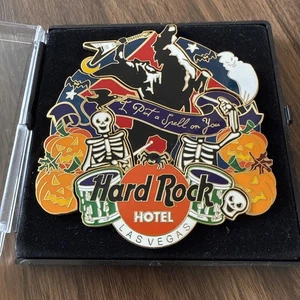 I Put a Spell on You
Hard Rock
HOTEL
LAS VEGAS